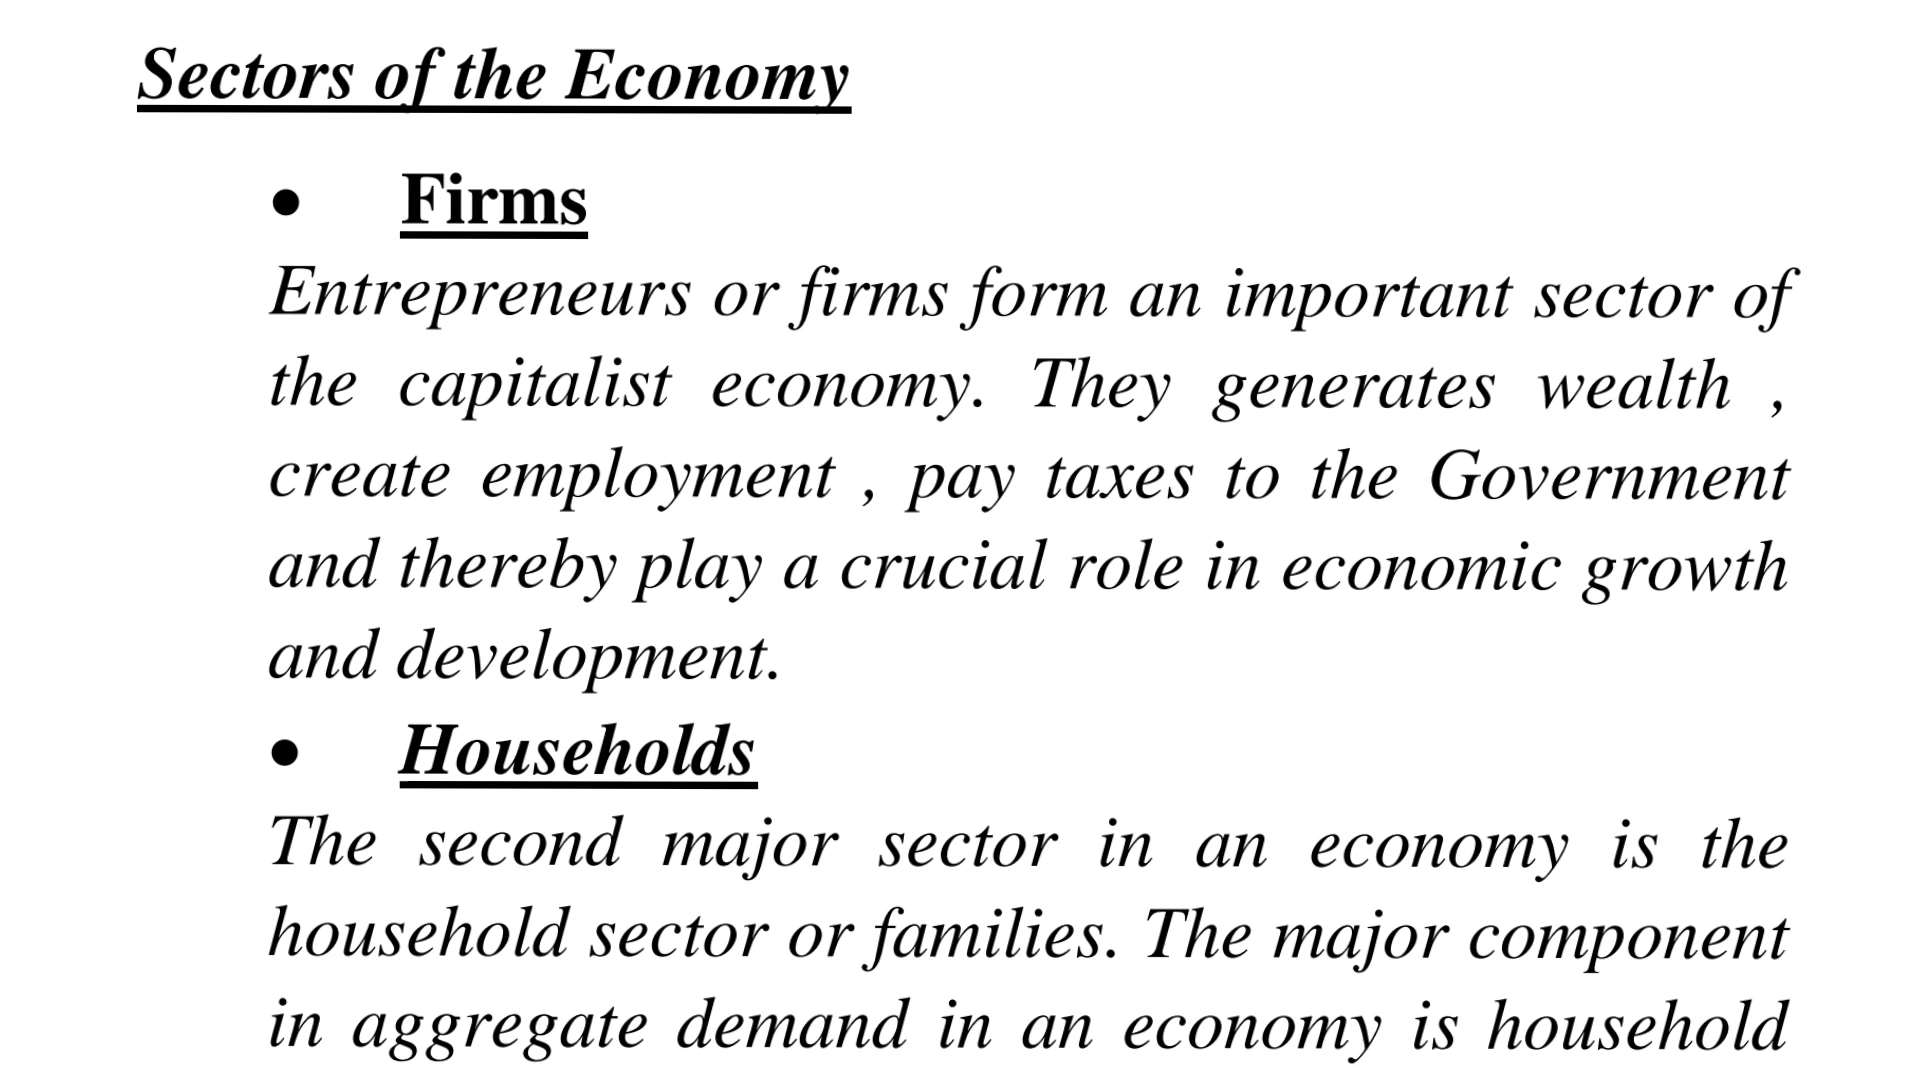 Sectors of the Economy
• Firms
Entrepreneurs or firms form an important sector of
the capitalist economy. They generates wealth ,
create employment , pay taxes to the Government
and thereby play a crucial role in economic growth
and development.
• Households
The second major sector in an economy is the
household sector or families. The major component
in aggregate demand in an economy is household